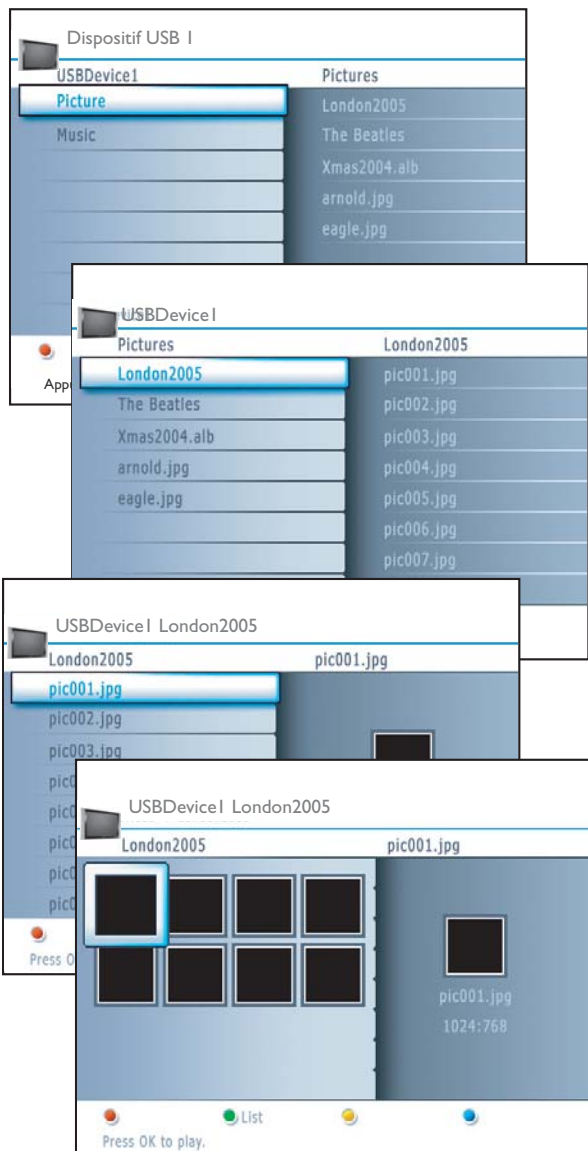 Dispositif USB 1
USBDevice1 Pictures
Picture London2005
Music The Beatles
Xmas2004.alb
arnold.jpg
eagle.jpg
USBDevice1
Pictures London2005
London2005 pic001.jpg
The Beatles pic002.jpg
Xmas2004.alb pic003.jpg
arnold.jpg pic004.jpg
eagle.jpg pic005.jpg
pic006.jpg
pic007.jpg
USBDevice1 London2005
London2005 pic001.jpg
pic001.jpg
pic002.jpg
pic003.jpg
Press
USBDevice1 London2005
London2005 pic001.jpg
pic001.jpg
1024:768
List
Press OK to play.